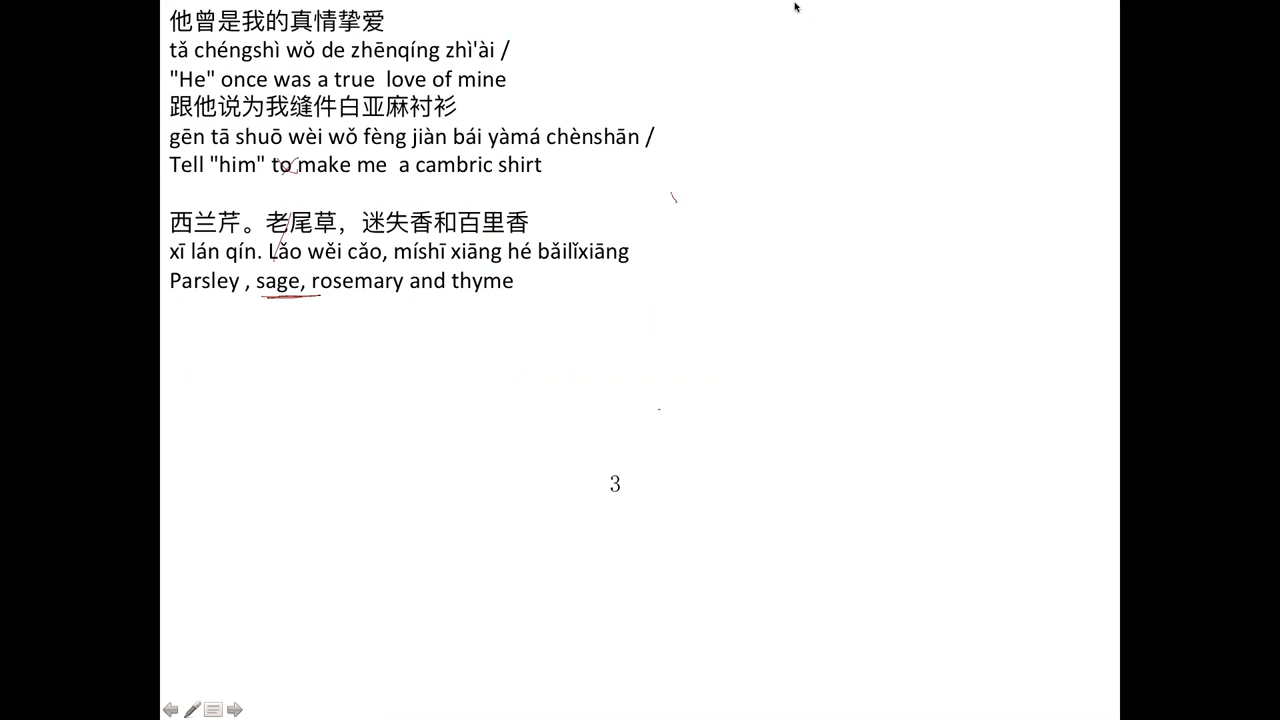 他曾是我的真情挚爱
tǎ chéngshì wǒ de zhēnqíng zhì'ài /
"He" once was a true  love of mine
跟他说为我缝件白亚麻衬衫
gēn tā shuō wèi wǒ fèng jiàn bái yàmá chènshān /
Tell "him" to make me  a cambric shirt
西兰芹。老尾草，迷失香和百里香
xī lán qín. Lǎo wěi cǎo, míshī xiāng hé bǎilǐxiāng
Parsley , sage, rosemary and thyme
3